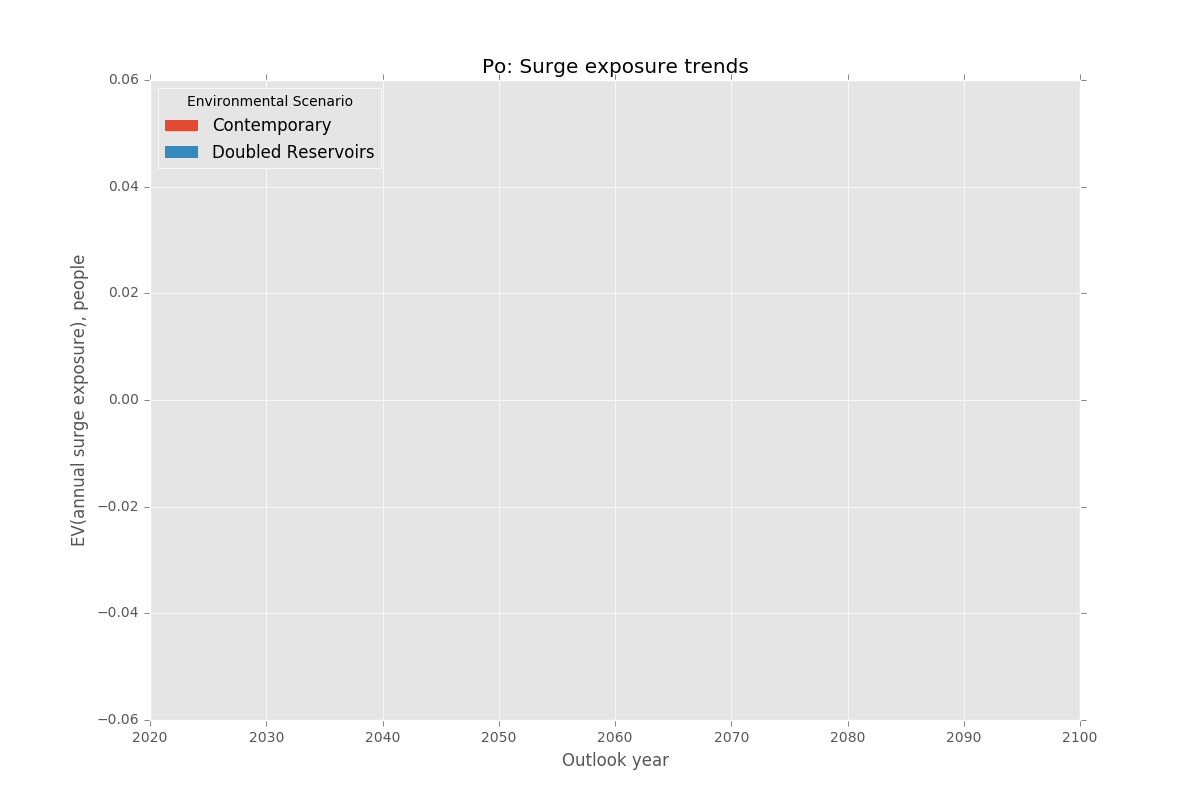 Po: Surge exposure trends
Environmental Scenario
Contemporary
Doubled Reservoirs
0.06
0.04
0.02
0.00
−0.02
−0.04
−0.06
EV(annual surge exposure), people
2020 2030 2040 2050 2060 2070 2080 2090 2100
Outlook year